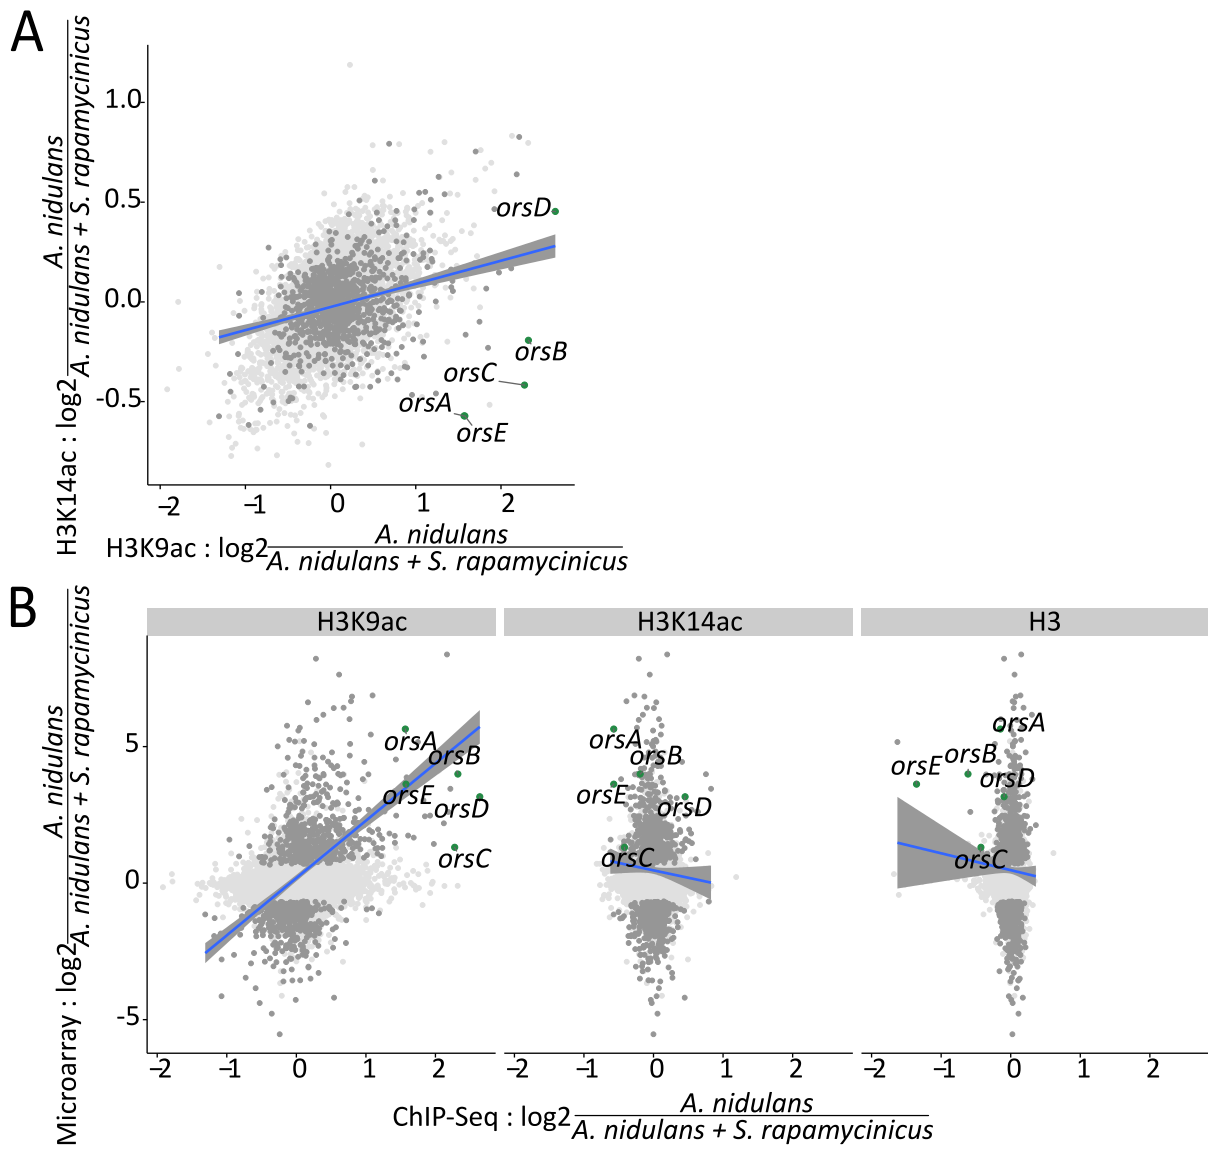 A
H3K14ac : log2 A. nidulans
A. nidulans + S. rapamycinicus
1.0
0.5
0.0
-0.5
orsD
orsB
orsC
orsA
orsE
−2 −1 0 1 2
H3K9ac : log2 A. nidulans
A. nidulans + S. rapamycinicus
B
H3K9ac H3K14ac H3
Microarray : log2 A. nidulans
A. nidulans + S. rapamycinicus
5
0
-5
orsA
orsB
orsE
orsD
orsC
orsA
orsB
orsE
orsD
orsC
orsA
orsB
orsE
orsD
orsC
−2 −1 0 1 2 −2 −1 0 1 2 −2 −1 0 1 2
ChIP-Seq : log2 A. nidulans
A. nidulans + S. rapamycinicus